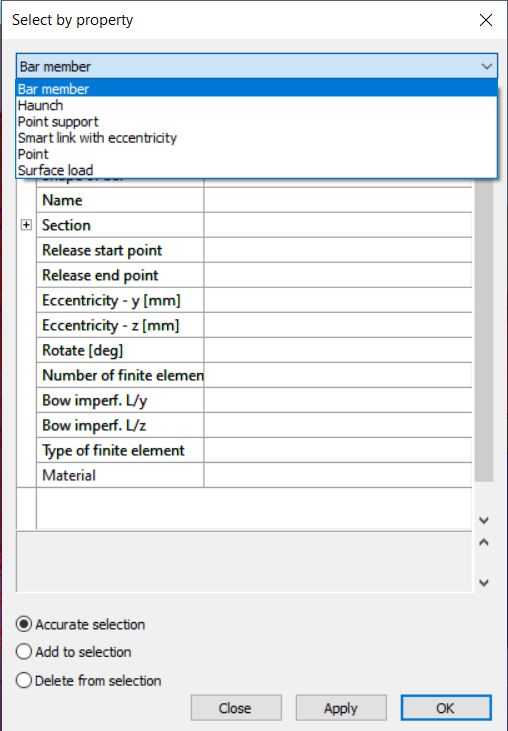 Select by property
Bar member
Bar member
Haunch
Point support
Smart link with eccentricity
Point
Surface load
Name
Section
Release start point
Release end point
Eccentricity - y [mm]
Eccentricity - z [mm]
Rotate [deg]
Number of finite elemen
Bow imperf. L/y
Bow imperf. L/z
Type of finite element
Material
Accurate selection
Add to selection
Delete from selection
Close Apply OK